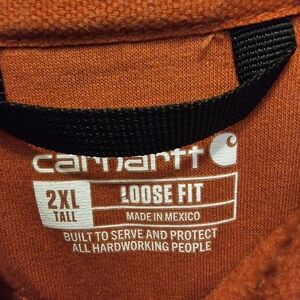 carhartt
2XL
TALL
LOOSE FIT
MADE IN MEXICO
BUILT TO SERVE AND PROTECT
ALL HARDWORKING PEOPLE